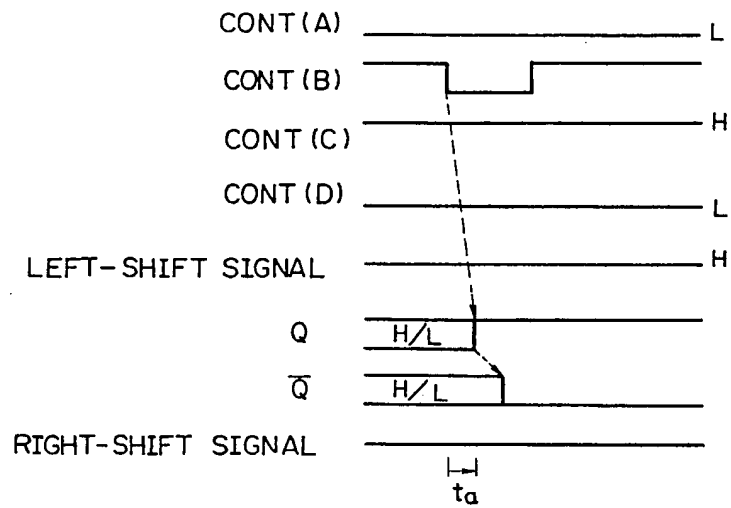 CONT(A) L
CONT(B)
CONT(C) H
CONT(D) L
LEFT-SHIFT SIGNAL H
Q H/L
Q̅ H/L
RIGHT-SHIFT SIGNAL
ta